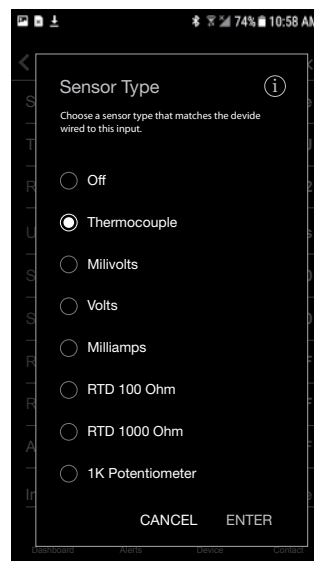 74% 10:58 AM
Sensor Type
i
Choose a sensor type that matches the devide
wired to this input.
Off
Thermocouple
Milivolts
Volts
Milliamps
RTD 100 Ohm
RTD 1000 Ohm
1K Potentiometer
CANCEL ENTER
Dashboard Alerts Device Contact